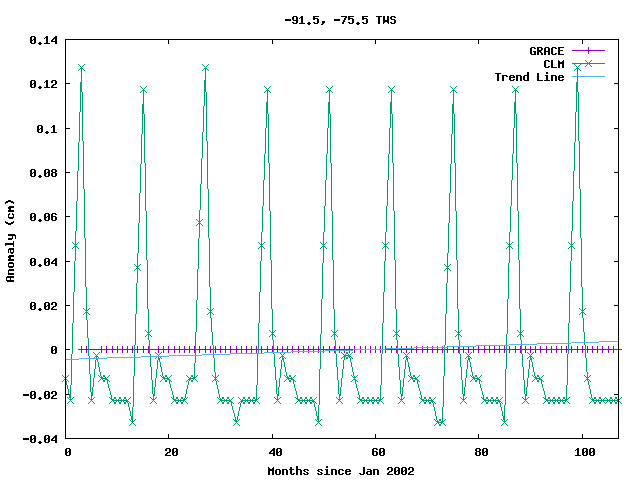 -91.5, -75.5 TWS
0.14
0.12
0.1
0.08
0.06
0.04
0.02
0
-0.02
-0.04
Anomaly (cm)
GRACE
CLM
Trend Line
0 20 40 60 80 100
Months since Jan 2002